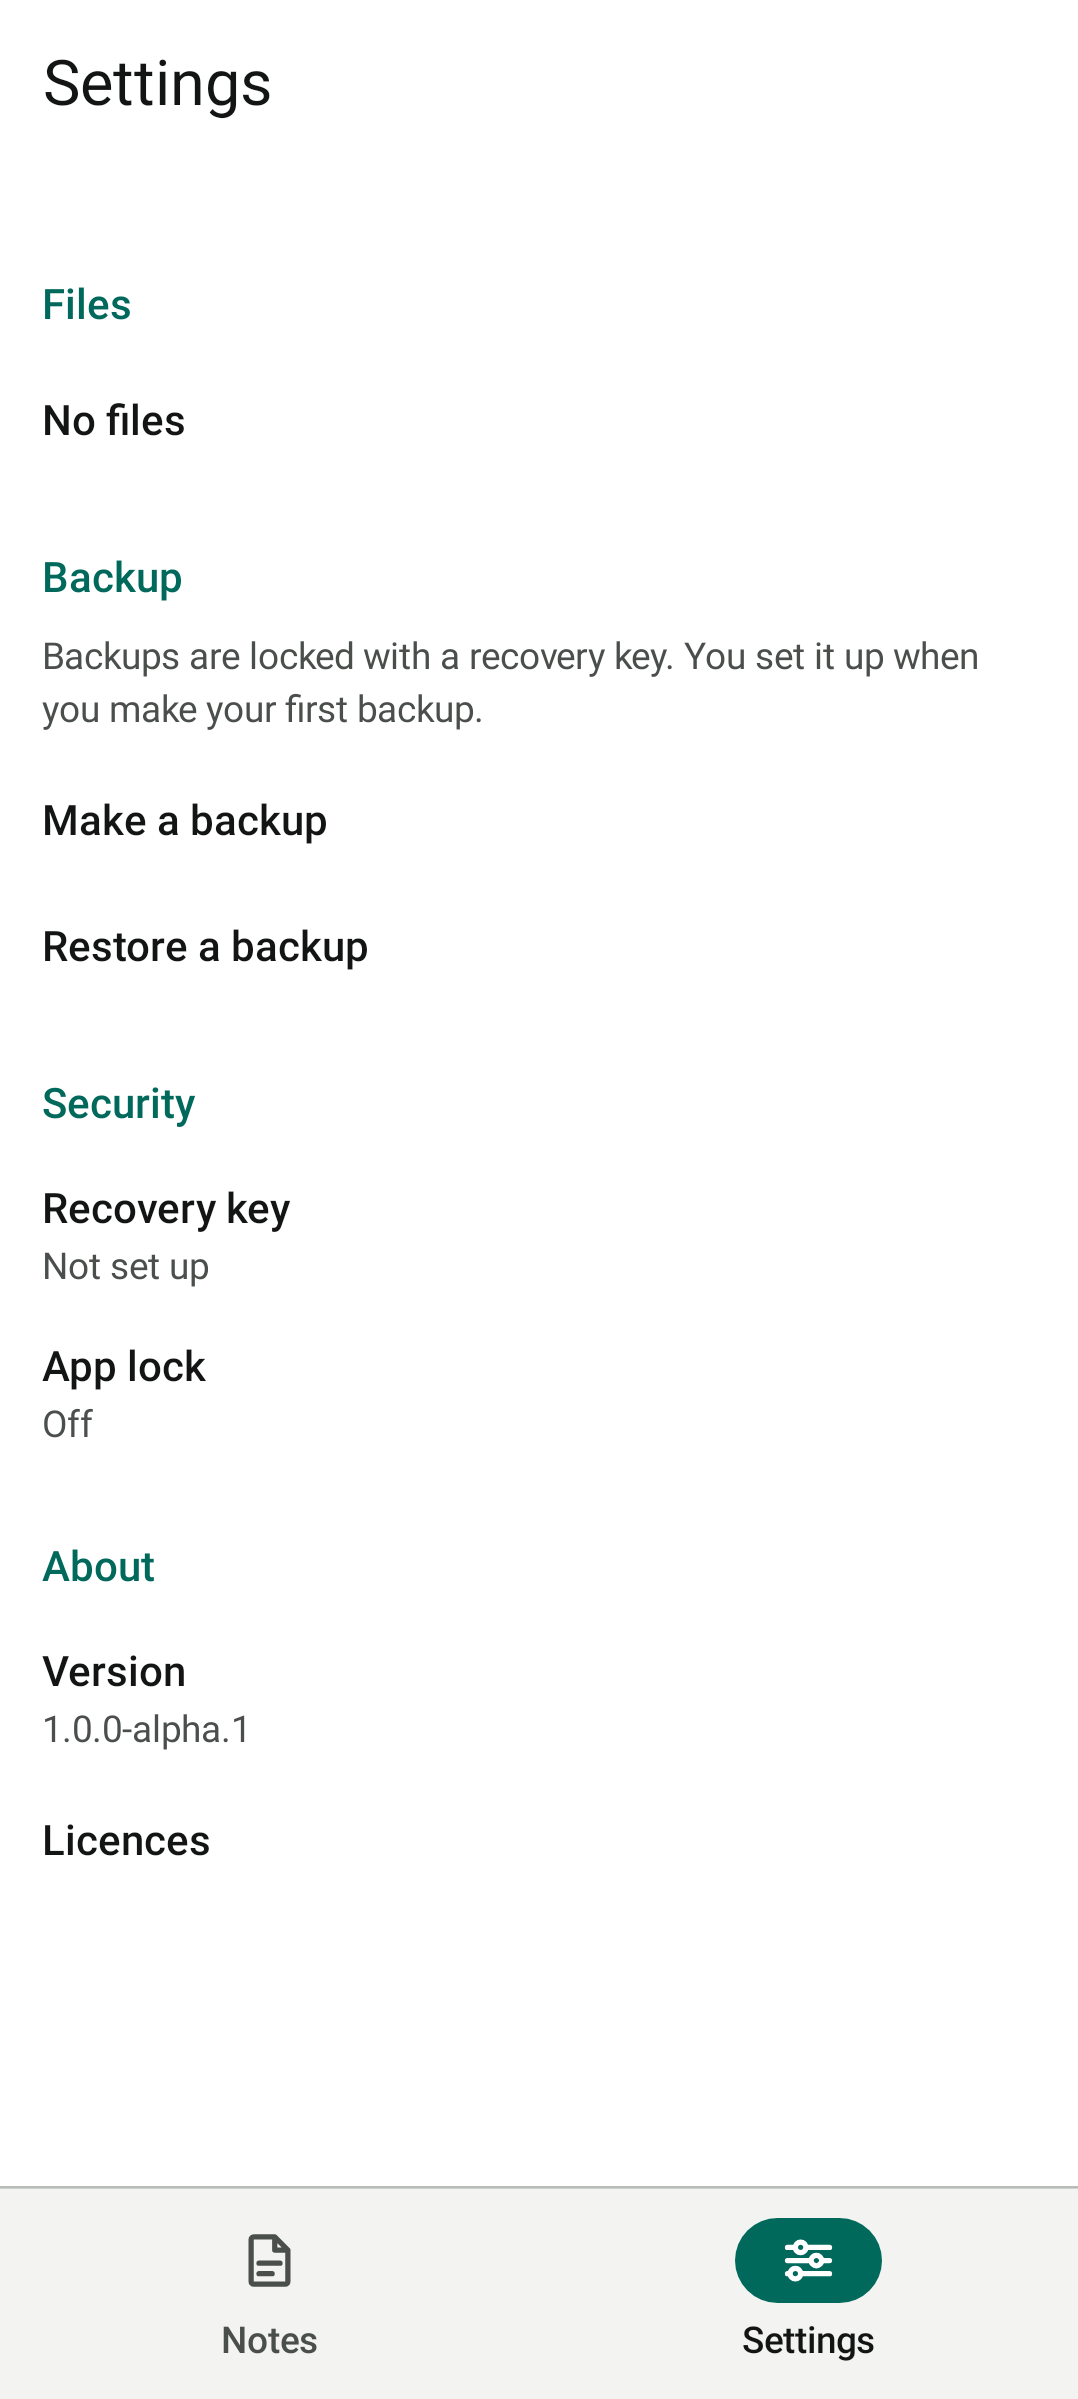 Settings
Files
No files
Backup
Backups are locked with a recovery key. You set it up when
you make your first backup.
Make a backup
Restore a backup
Security
Recovery key
Not set up
App lock
Off
About
Version
1.0.0-alpha.1
Licences
Notes
Settings